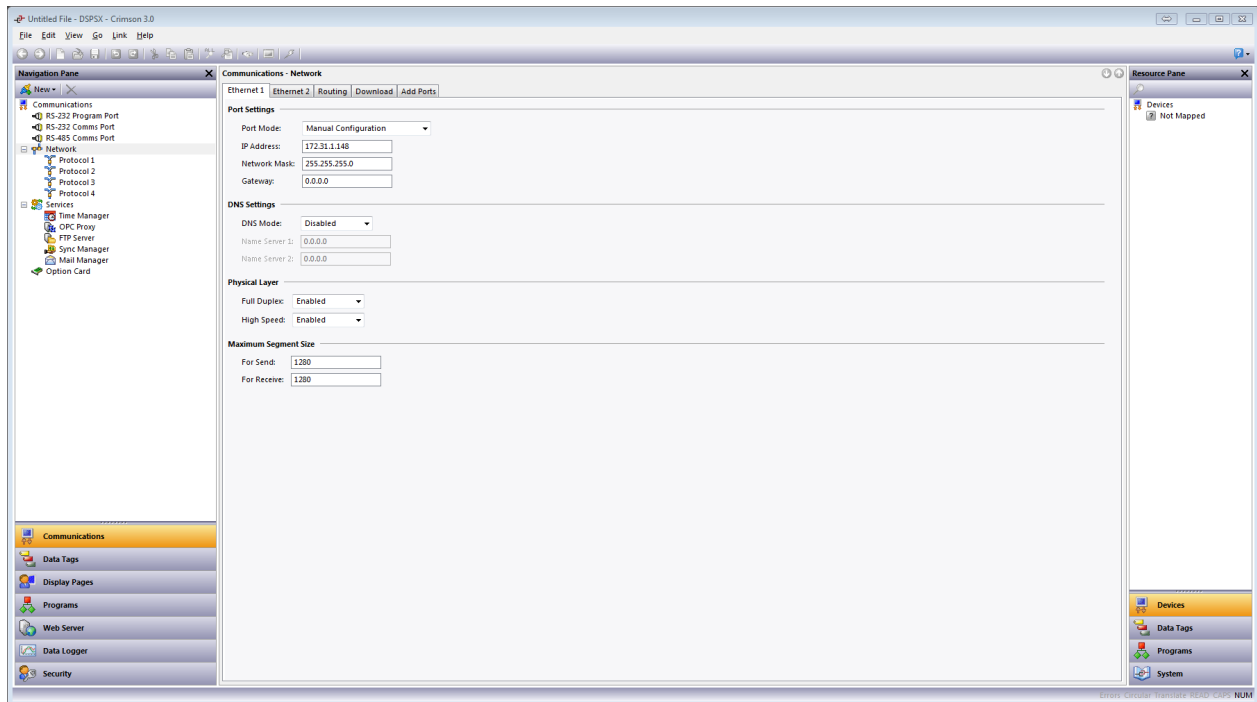 Untitled File - DSPSX - Crimson 3.0
File Edit View Go Link Help
Navigation Pane
New
Communications
RS-232 Program Port
RS-232 Comms Port
RS-485 Comms Port
Network
Protocol 1
Protocol 2
Protocol 3
Protocol 4
Services
Time Manager
OPC Proxy
FTP Server
Sync Manager
Mail Manager
Option Card
Communications
Data Tags
Display Pages
Programs
Web Server
Data Logger
Security
Communications - Network
Ethernet 1 Ethernet 2 Routing Download Add Ports
Port Settings
Port Mode: Manual Configuration
IP Address: 172.31.1.148
Network Mask: 255.255.255.0
Gateway: 0.0.0.0
DNS Settings
DNS Mode: Disabled
Name Server 1: 0.0.0.0
Name Server 2: 0.0.0.0
Physical Layer
Full Duplex: Enabled
High Speed: Enabled
Maximum Segment Size
For Send: 1280
For Receive: 1280
Resource Pane
Devices
Not Mapped
Devices
Data Tags
Programs
System
Errors Circular Translate READ CAPS NUM